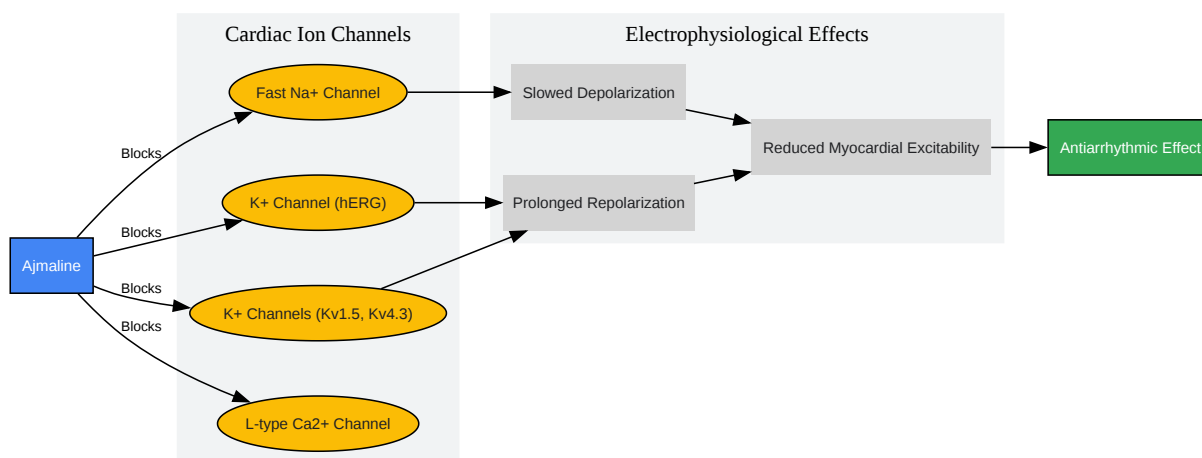 Cardiac Ion Channels
Electrophysiological Effects
Fast Na+ Channel
Slowed Depolarization
Blocks
Reduced Myocardial Excitability
Antiarrhythmic Effect
K+ Channel (hERG)
Prolonged Repolarization
Blocks
Ajmaline
Blocks
K+ Channels (Kv1.5, Kv4.3)
Blocks
L-type Ca2+ Channel